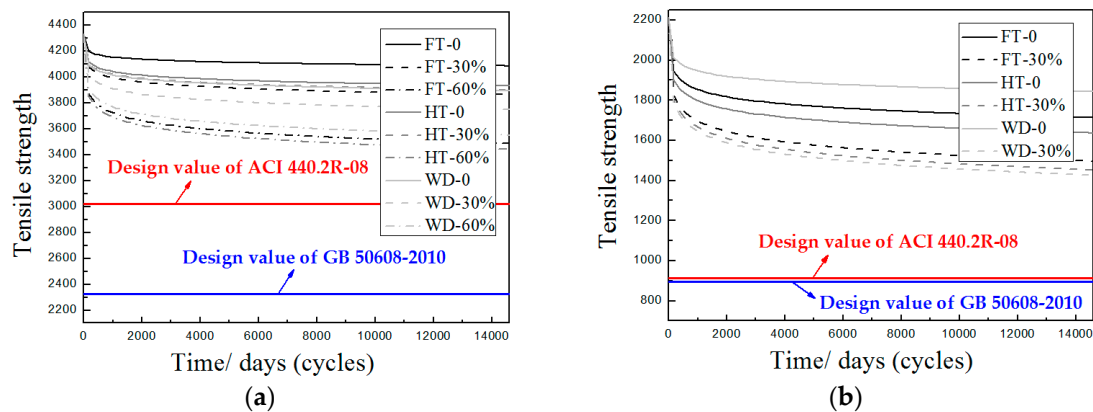 (a)
Tensile strength
4400
4200
4000
3800
3600
3400
3200
3000
2800
2600
2400
2200
FT-0
FT-30%
FT-60%
HT-0
HT-30%
HT-60%
WD-0
WD-30%
WD-60%
Design value of ACI 440.2R-08
Design value of GB 50608-2010
0 2000 4000 6000 8000 10000 12000 14000
Time/ days (cycles)
(a)
(b)
Tensile strength
2200
2000
1800
1600
1400
1200
1000
800
FT-0
FT-30%
HT-0
HT-30%
WD-0
WD-30%
Design value of ACI 440.2R-08
Design value of GB 50608-2010
0 2000 4000 6000 8000 10000 12000 14000
Time/ days (cycles)
(b)